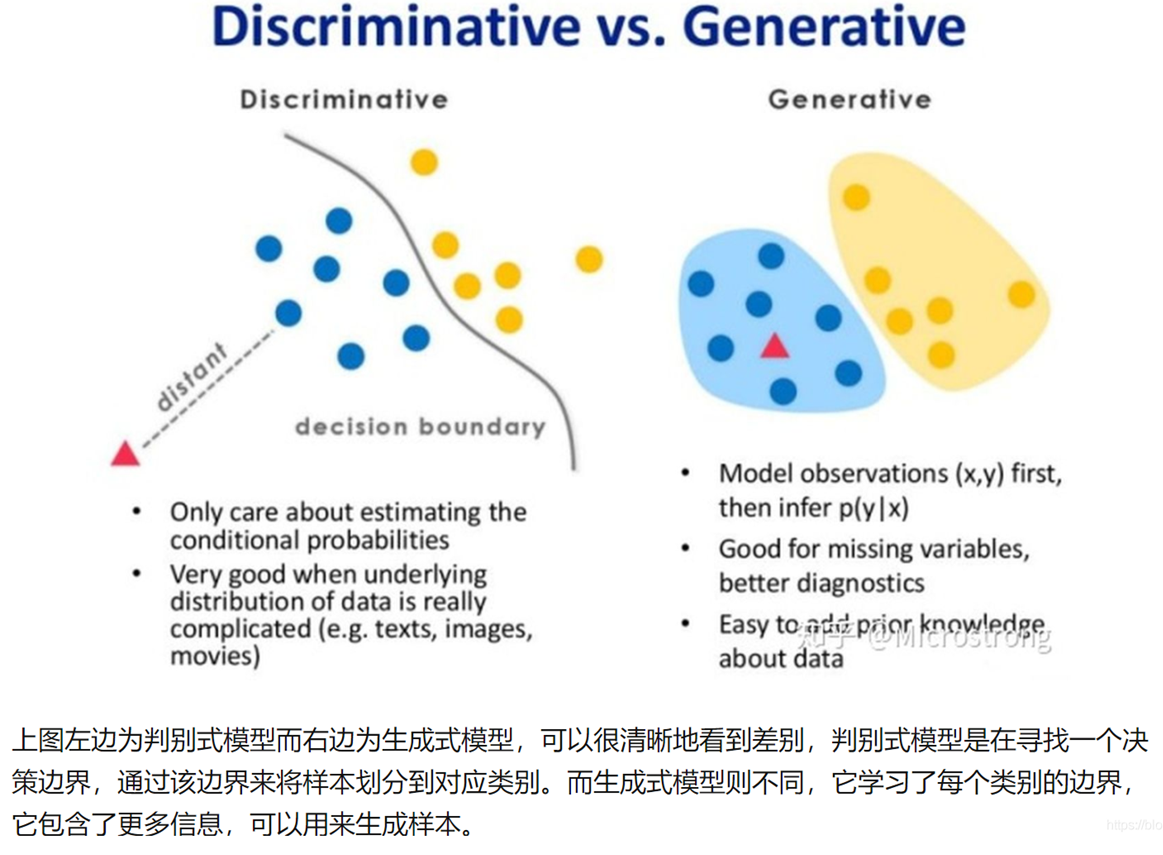 Discriminative vs. Generative
Discriminative
distant
decision boundary
• Only care about estimating the
conditional probabilities
• Very good when underlying
distribution of data is really
complicated (e.g. texts, images,
movies)
Generative
• Model observations (x,y) first,
then infer p(y|x)
• Good for missing variables,
better diagnostics
• Easy to add prior knowledge
about data
知乎 @Microstrong
上图左边为判别式模型而右边为生成式模型，可以很清晰地看到差别，判别式模型是在寻找一个决
策边界，通过该边界来将样本划分到对应类别。而生成式模型则不同，它学习了每个类别的边界，
它包含了更多信息，可以用来生成样本。
https://blo